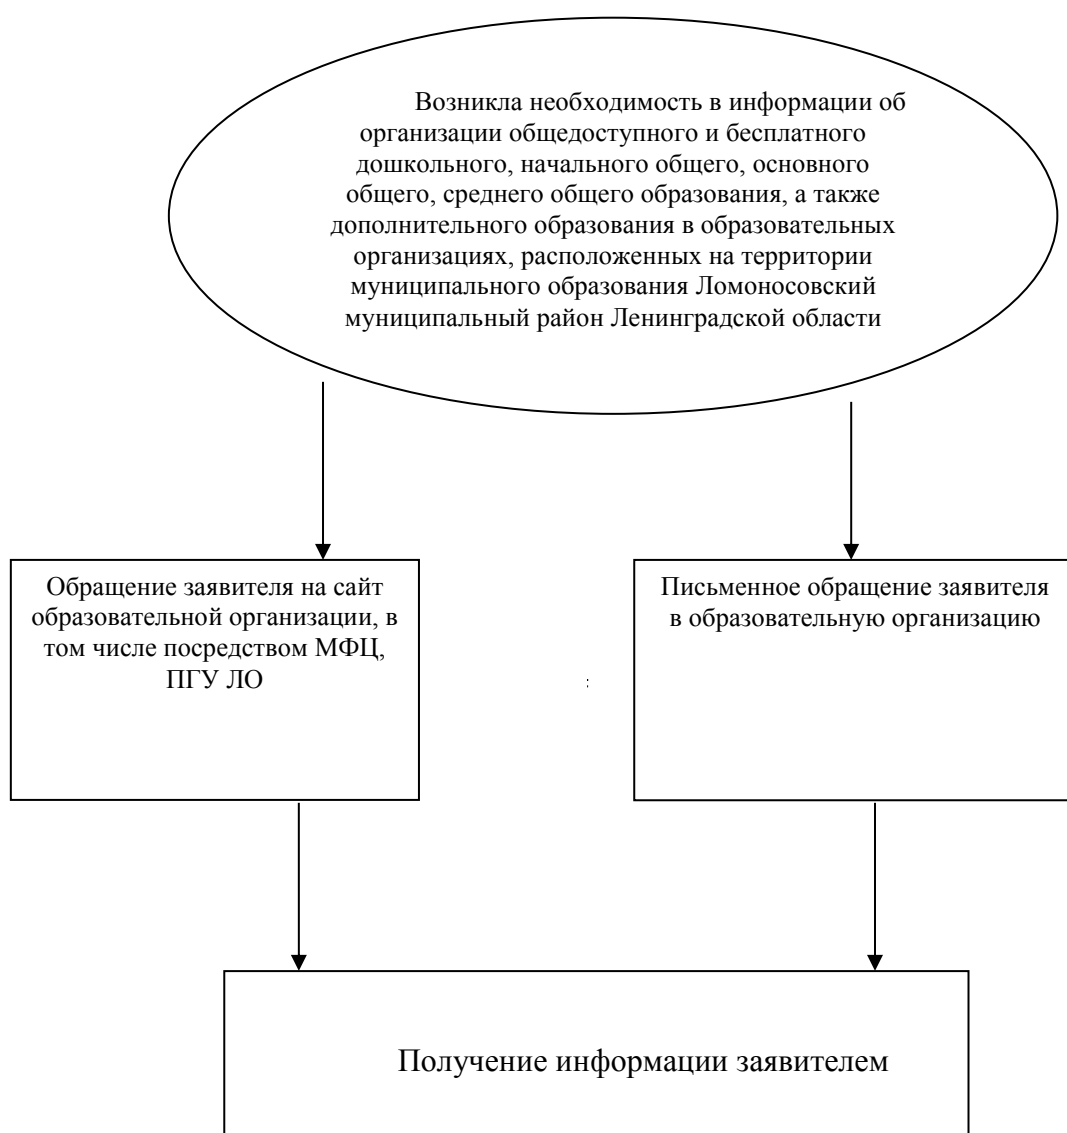 Возникла необходимость в информации об
организации общедоступного и бесплатного
дошкольного, начального общего, основного
общего, среднего общего образования, а также
дополнительного образования в образовательных
организациях, расположенных на территории
муниципального образования Ломоносовский
муниципальный район Ленинградской области
Обращение заявителя на сайт
образовательной организации, в
том числе посредством МФЦ,
ПГУ ЛО
:
Письменное обращение заявителя
в образовательную организацию
Получение информации заявителем